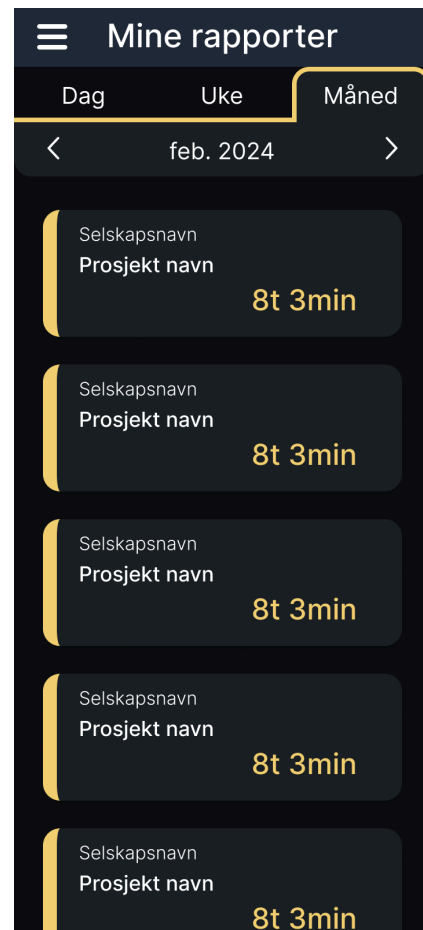 Mine rapporter
Dag Uke Måned
feb. 2024
Selskapsnavn
Prosjekt navn
8t 3min
Selskapsnavn
Prosjekt navn
8t 3min
Selskapsnavn
Prosjekt navn
8t 3min
Selskapsnavn
Prosjekt navn
8t 3min
Selskapsnavn
Prosjekt navn
8t 3min